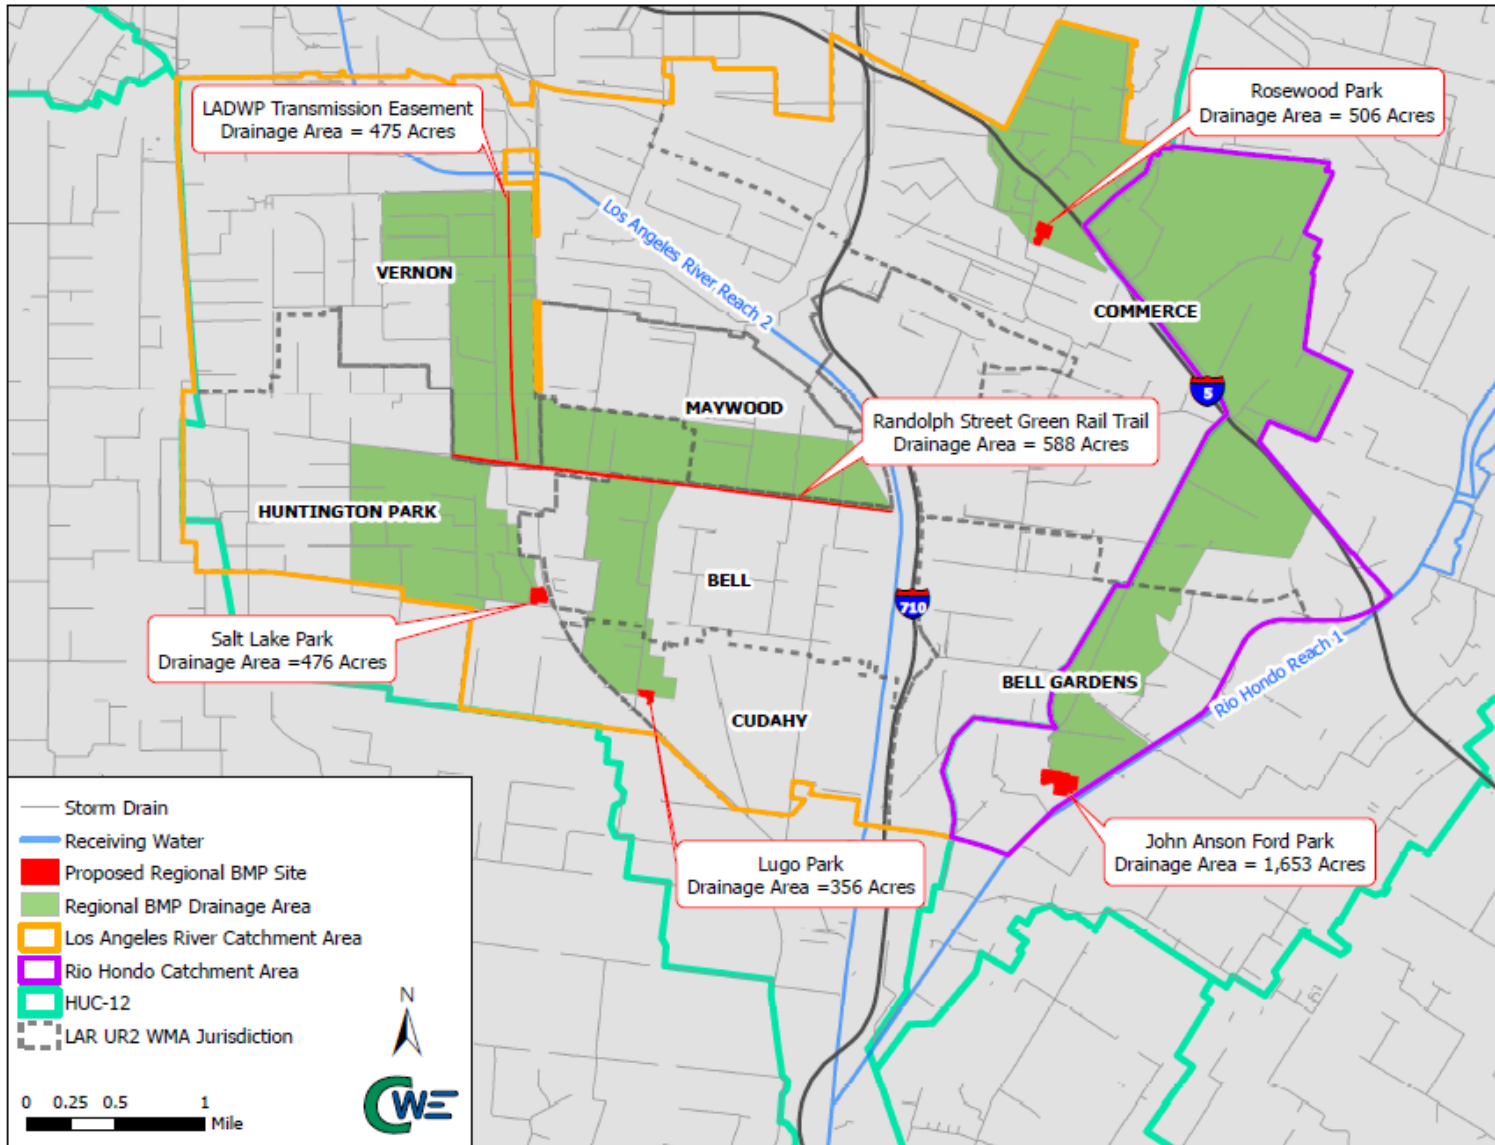 LADWP Transmission Easement
Drainage Area = 475 Acres
Rosewood Park
Drainage Area = 506 Acres
Los Angeles River Reach 2
VERNON
COMMERCE
5
MAYWOOD
Randolph Street Green Rail Trail
Drainage Area = 588 Acres
HUNTINGTON PARK
BELL
710
Salt Lake Park
Drainage Area =476 Acres
BELL GARDENS
Rio Hondo Reach 1
CUDAHY
Lugo Park
Drainage Area =356 Acres
John Anson Ford Park
Drainage Area = 1,653 Acres
Storm Drain
Receiving Water
Proposed Regional BMP Site
Regional BMP Drainage Area
Los Angeles River Catchment Area
Rio Hondo Catchment Area
HUC-12
LAR UR2 WMA Jurisdiction
N
CWE
0 0.25 0.5 1
Mile